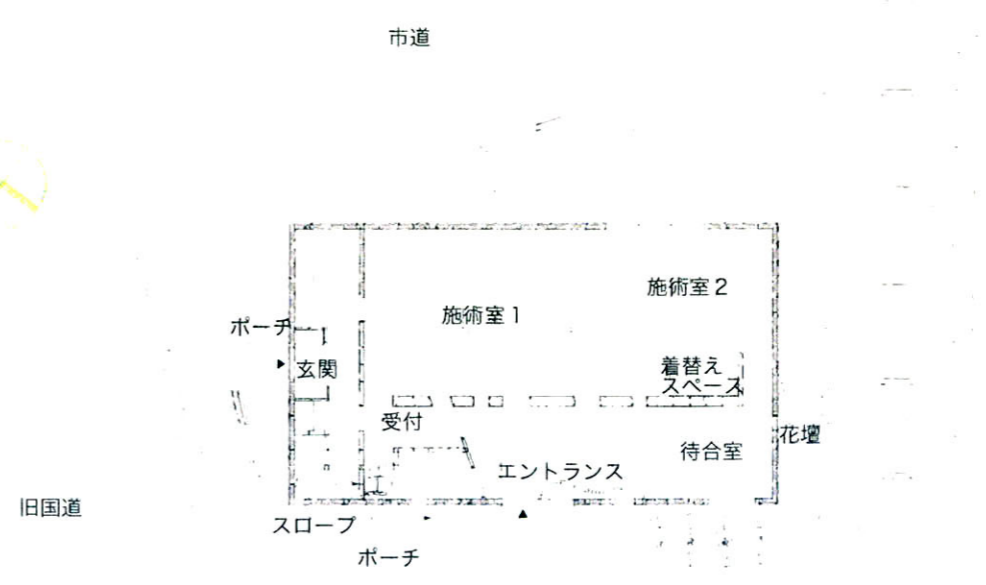 市道
施術室2
施術室1
ポーチ
玄関
着替え
スペース
受付
花壇
待合室
エントランス
旧国道
スロープ
ポーチ